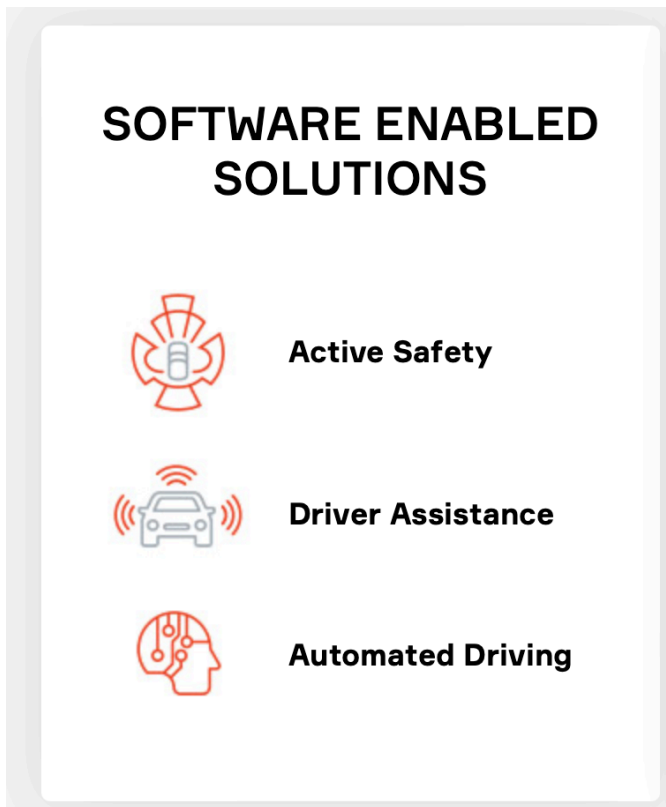 SOFTWARE ENABLED
SOLUTIONS
Active Safety
Driver Assistance
Automated Driving